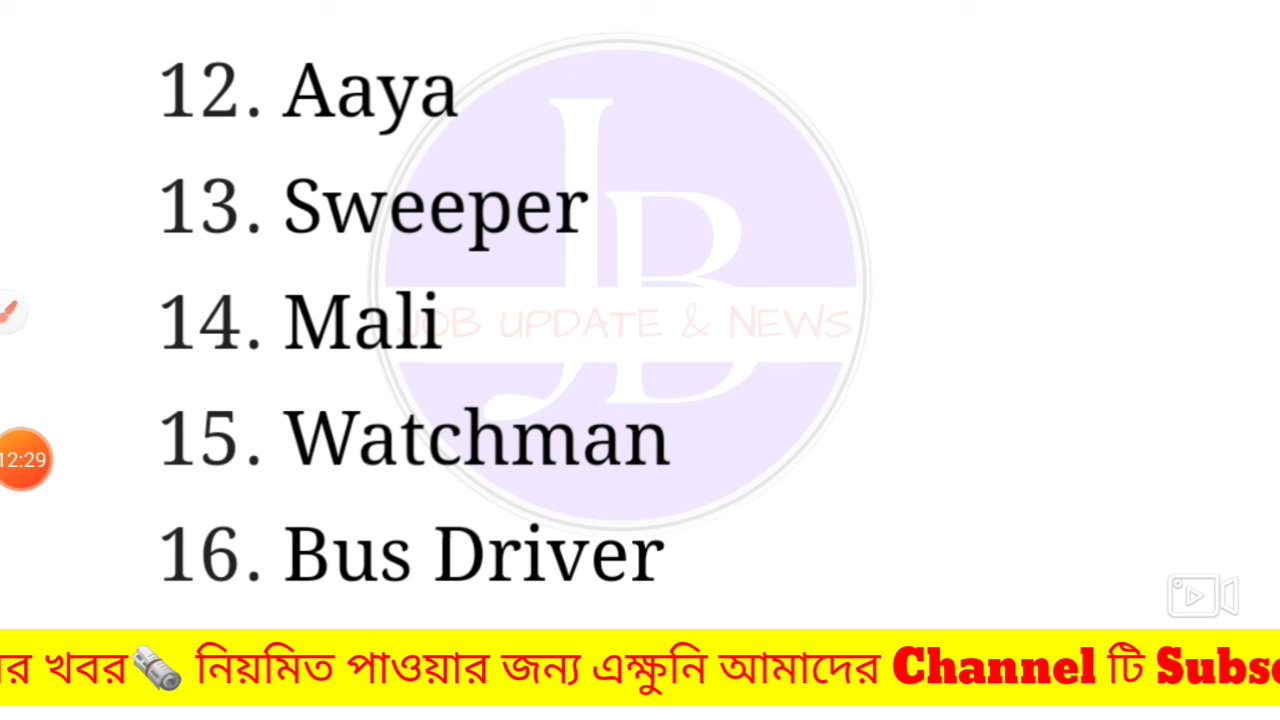 12. Aaya
13. Sweeper
JOB UPDATE & NEWS
14. Mali
15. Watchman
12:29
16. Bus Driver
খবর নিয়মিত পাওয়ার জন্য এক্ষুনি আমাদের Channel টি